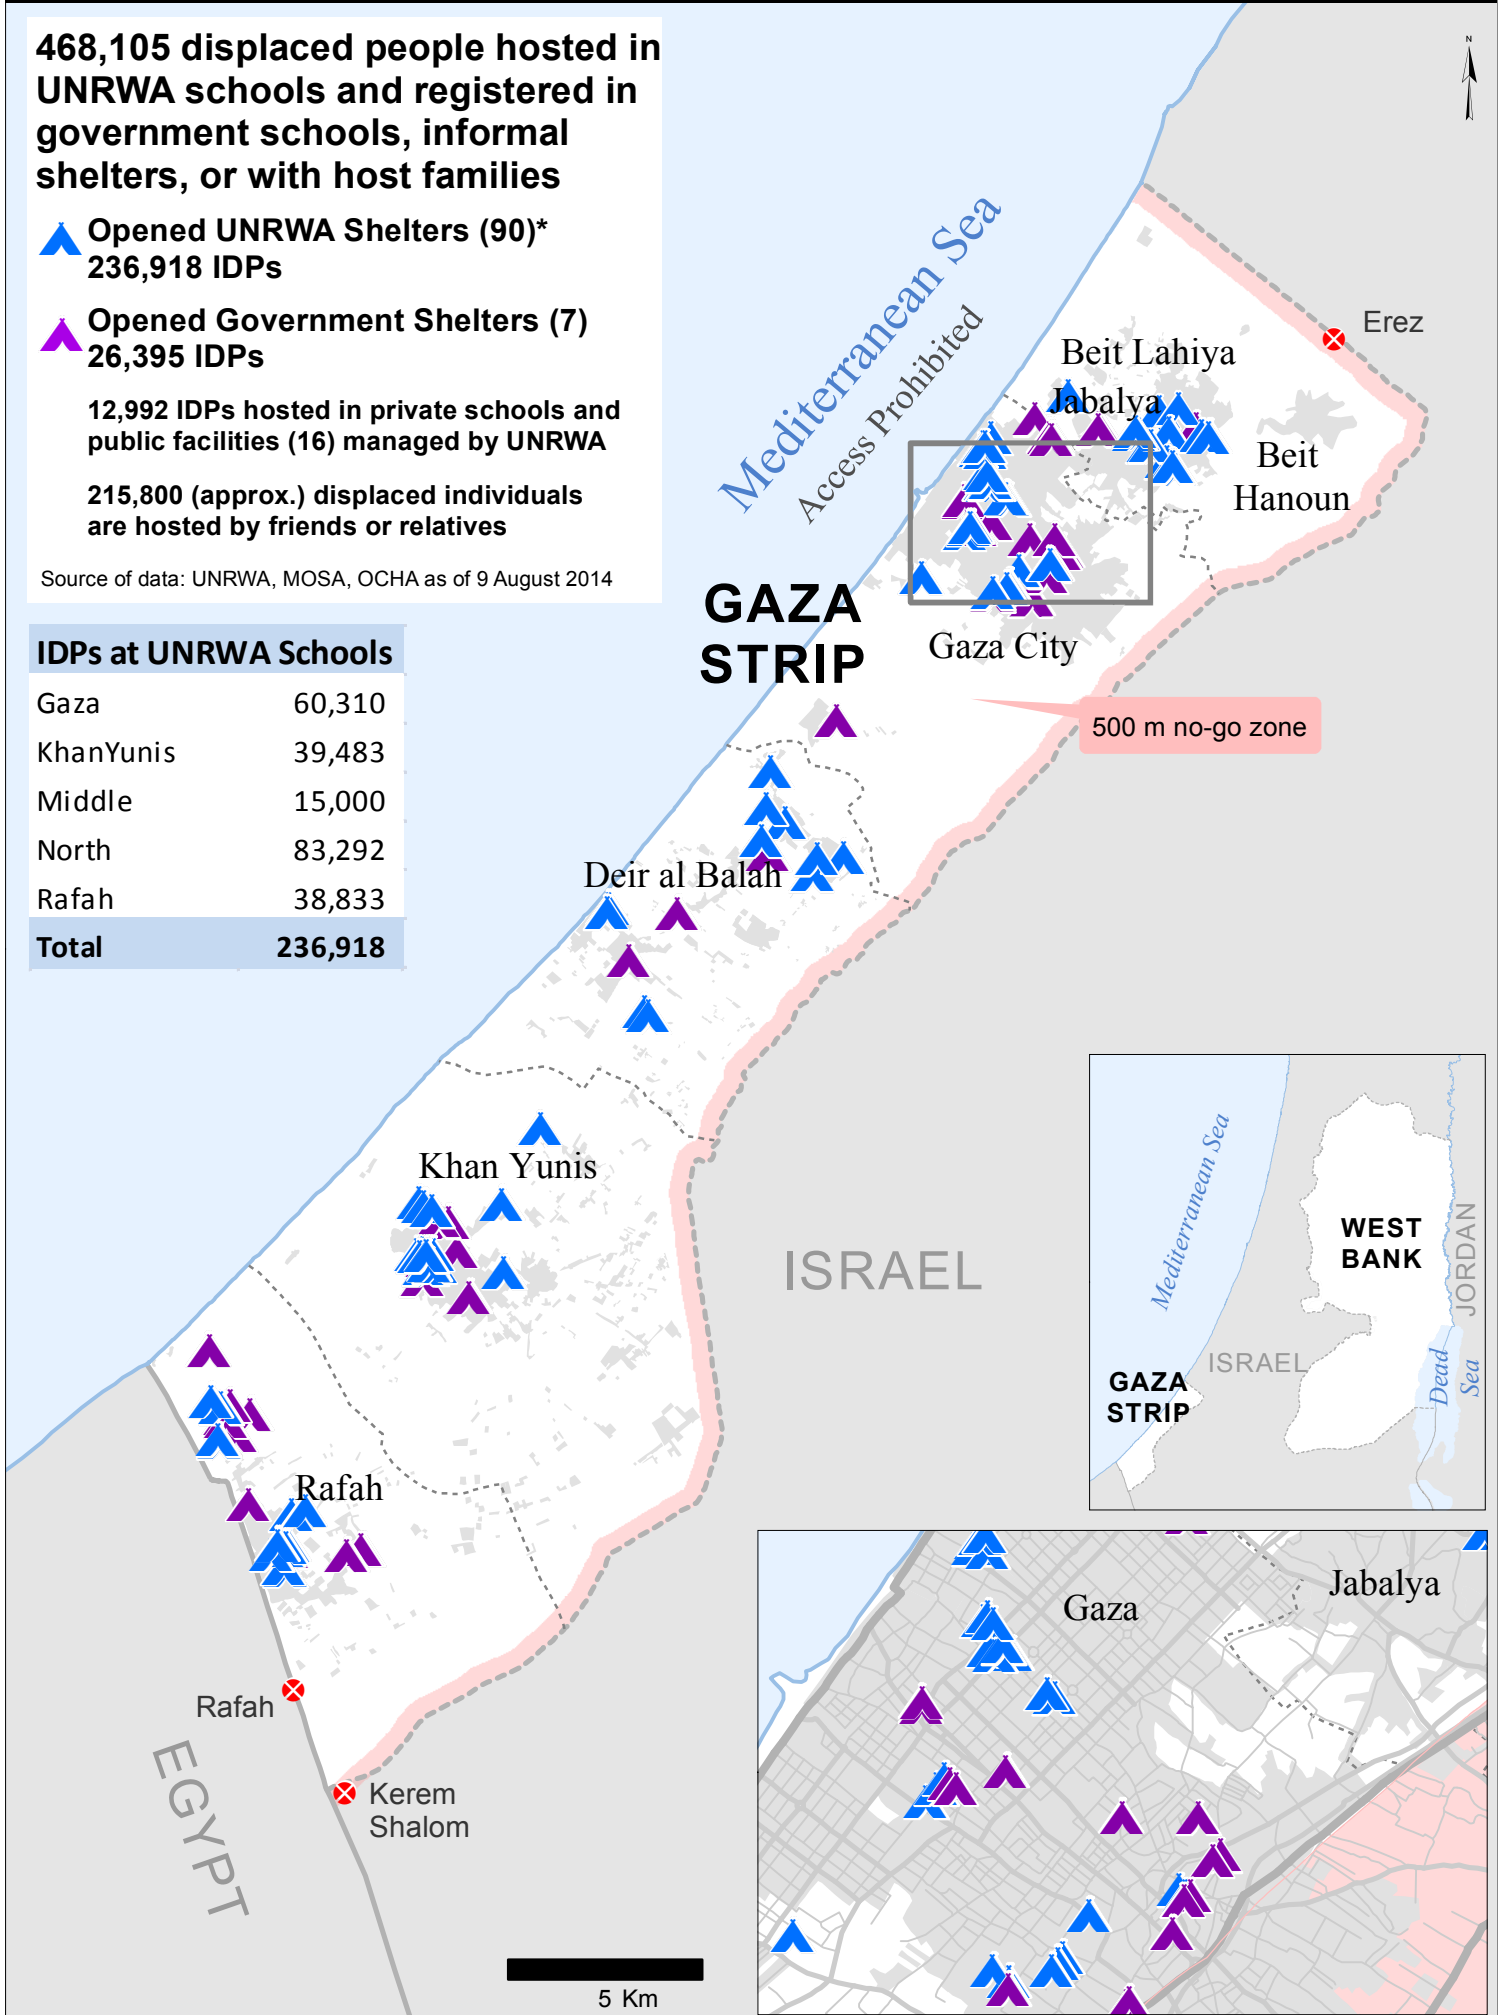 468,105 displaced people hosted in
UNRWA schools and registered in
government schools, informal
shelters, or with host families
Opened UNRWA Shelters (90)*
236,918 IDPs
Opened Government Shelters (7)
26,395 IDPs
12,992 IDPs hosted in private schools and
public facilities (16) managed by UNRWA
215,800 (approx.) displaced individuals
are hosted by friends or relatives
Source of data: UNRWA, MOSA, OCHA as of 9 August 2014
IDPs at UNRWA Schools
Gaza 60,310
KhanYunis 39,483
Middle 15,000
North 83,292
Rafah 38,833
Total 236,918
N
Mediterranean Sea
Access Prohibited
Erez
Beit Lahiya
Jabalya
Beit
Hanoun
GAZA
STRIP
Gaza City
500 m no-go zone
Deir al Balah
Khan Yunis
ISRAEL
Rafah
Rafah
Kerem
Shalom
EGYPT
5 Km
Mediterranean Sea
WEST
BANK
JORDAN
ISRAEL
Dead
Sea
GAZA
STRIP
Jabalya
Gaza